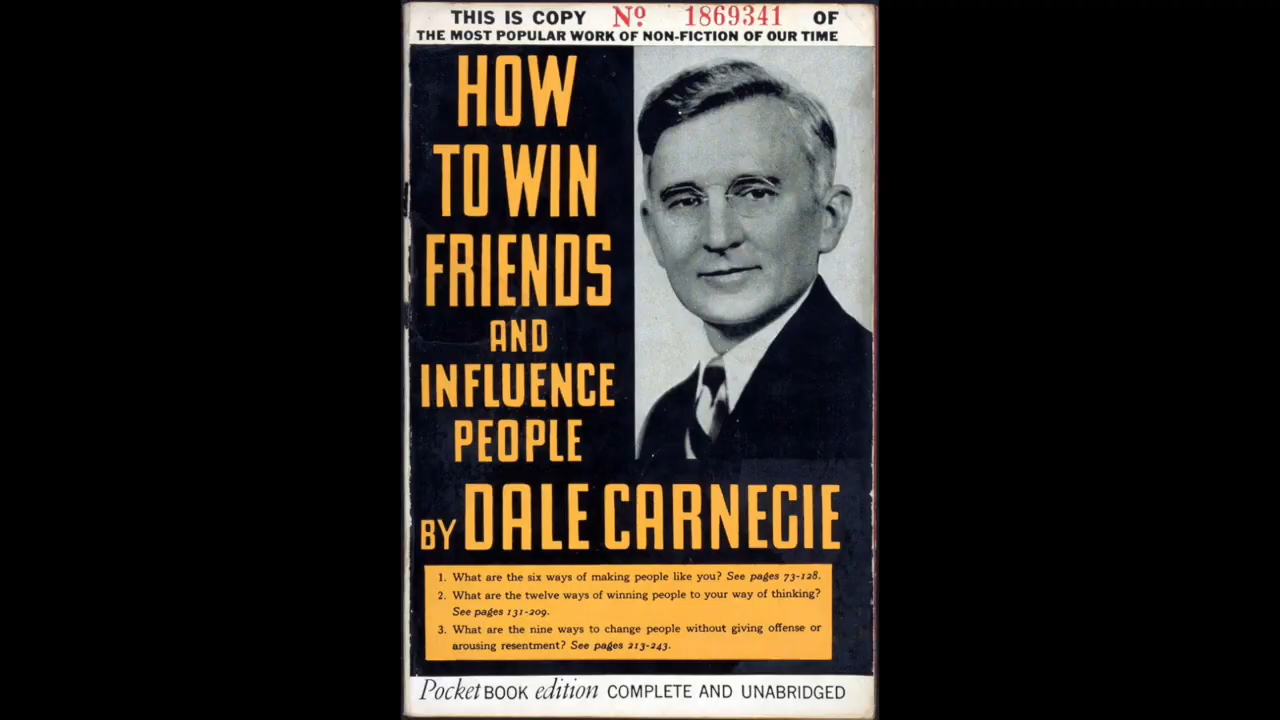 THIS IS COPY Nº 1869341 OF
THE MOST POPULAR WORK OF NON-FICTION OF OUR TIME
HOW
TO WIN
FRIENDS
AND
INFLUENCE
PEOPLE
BY DALE CARNEGIE
1. What are the six ways of making people like you? See pages 73-128.
2. What are the twelve ways of winning people to your way of thinking?
See pages 131-209.
3. What are the nine ways to change people without giving offense or
arousing resentment? See pages 213-243.
Pocket BOOK edition COMPLETE AND UNABRIDGED